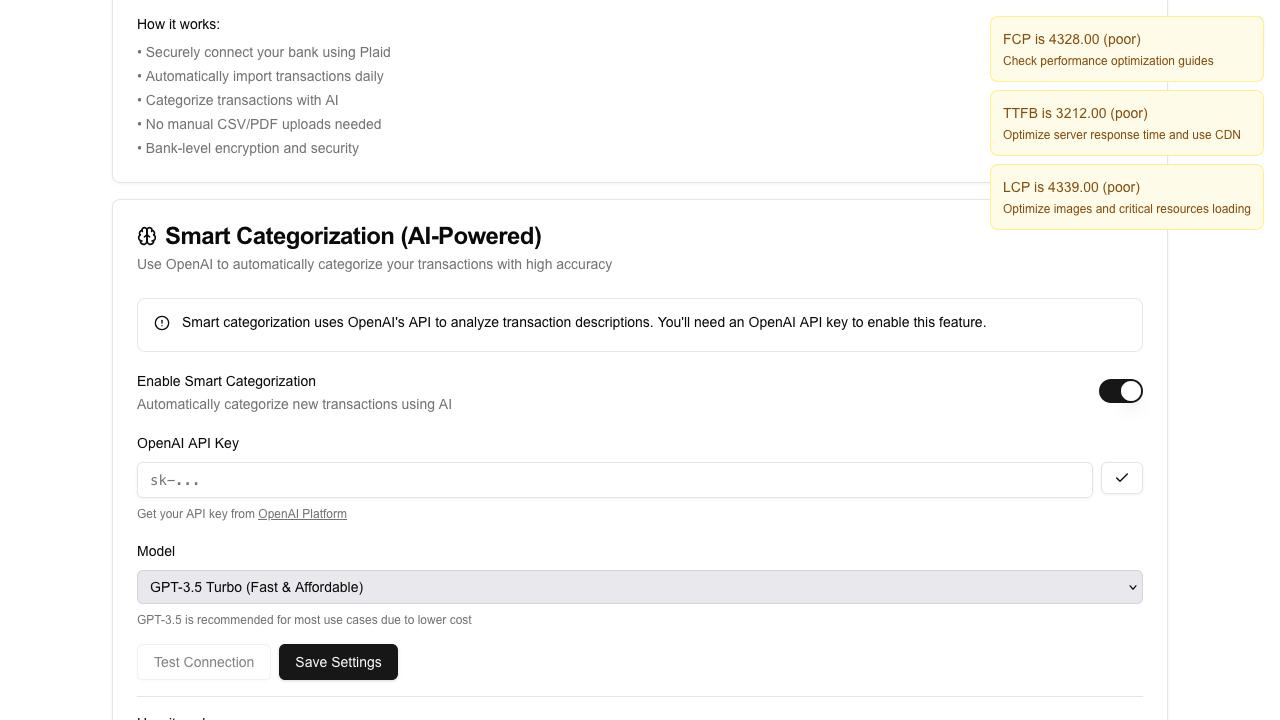 How it works:
• Securely connect your bank using Plaid
• Automatically import transactions daily
• Categorize transactions with AI
• No manual CSV/PDF uploads needed
• Bank-level encryption and security
FCP is 4328.00 (poor)
Check performance optimization guides
TTFB is 3212.00 (poor)
Optimize server response time and use CDN
LCP is 4339.00 (poor)
Optimize images and critical resources loading
Smart Categorization (AI-Powered)
Use OpenAI to automatically categorize your transactions with high accuracy
Smart categorization uses OpenAI's API to analyze transaction descriptions. You'll need an OpenAI API key to enable this feature.
Enable Smart Categorization
Automatically categorize new transactions using AI
OpenAI API Key
sk-...
Get your API key from OpenAI Platform
Model
GPT-3.5 Turbo (Fast & Affordable)
GPT-3.5 is recommended for most use cases due to lower cost
Test Connection
Save Settings